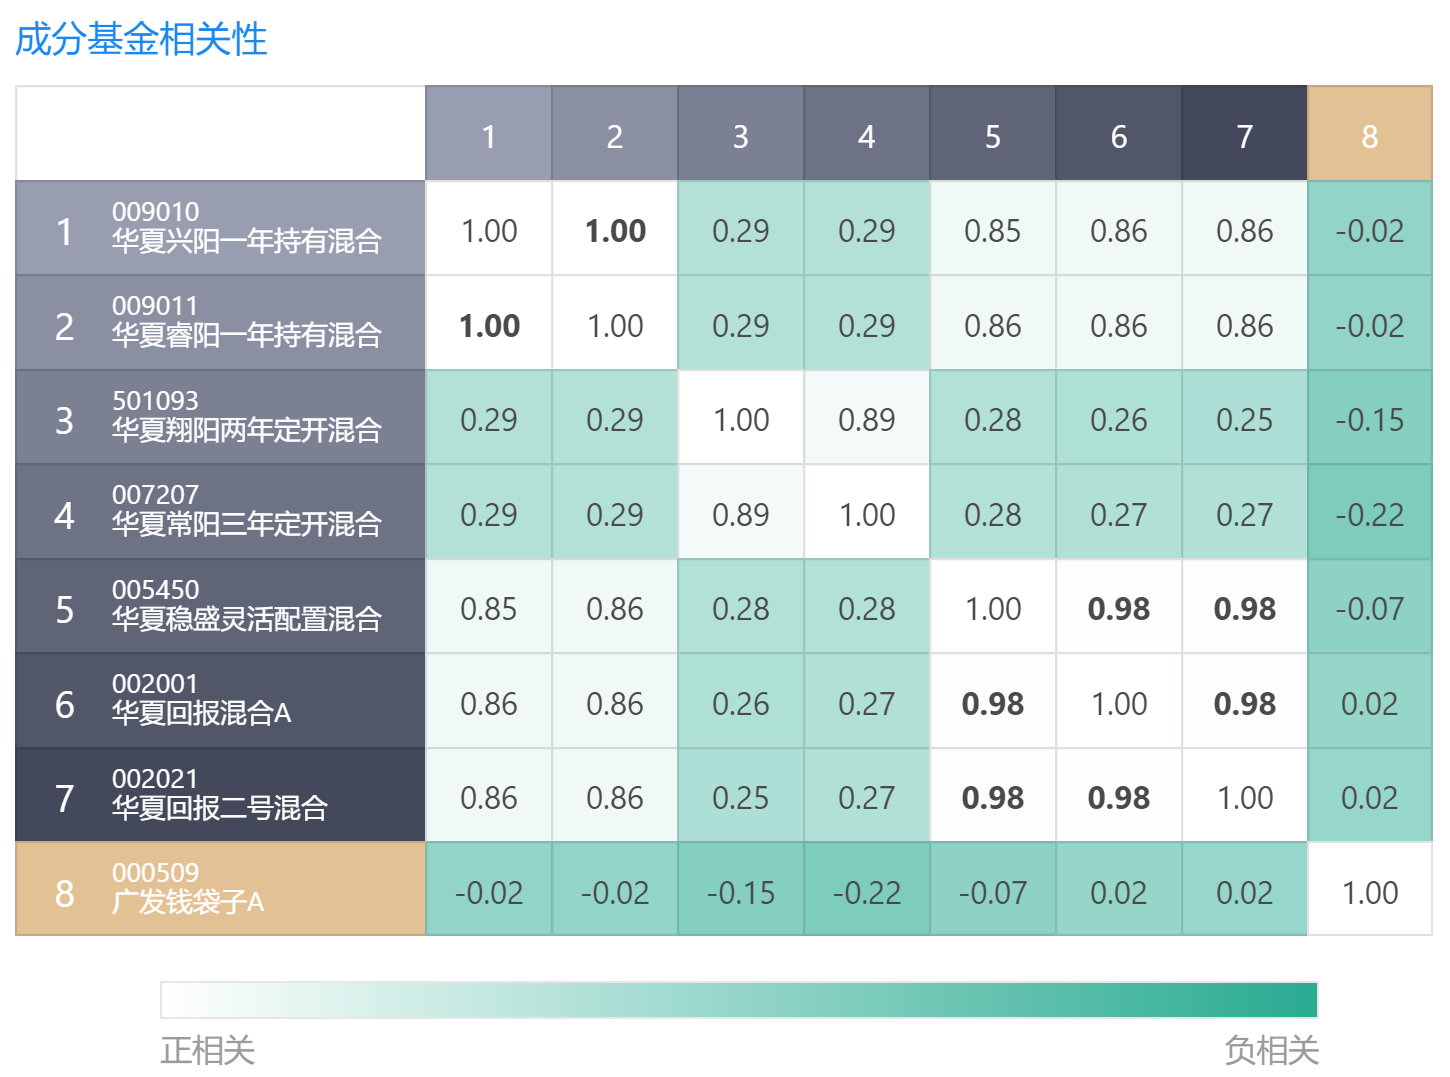 成分基金相关性
1 2 3 4 5 6 7 8
1 009010 华夏兴阳一年持有混合 1.00 1.00 0.29 0.29 0.85 0.86 0.86 -0.02
2 009011 华夏睿阳一年持有混合 1.00 1.00 0.29 0.29 0.86 0.86 0.86 -0.02
3 501093 华夏翔阳两年定开混合 0.29 0.29 1.00 0.89 0.28 0.26 0.25 -0.15
4 007207 华夏常阳三年定开混合 0.29 0.29 0.89 1.00 0.28 0.27 0.27 -0.22
5 005450 华夏稳盛灵活配置混合 0.85 0.86 0.28 0.28 1.00 0.98 0.98 -0.07
6 002001 华夏回报混合A 0.86 0.86 0.26 0.27 0.98 1.00 0.98 0.02
7 002021 华夏回报二号混合 0.86 0.86 0.25 0.27 0.98 0.98 1.00 0.02
8 000509 广发钱袋子A -0.02 -0.02 -0.15 -0.22 -0.07 0.02 0.02 1.00
正相关 负相关